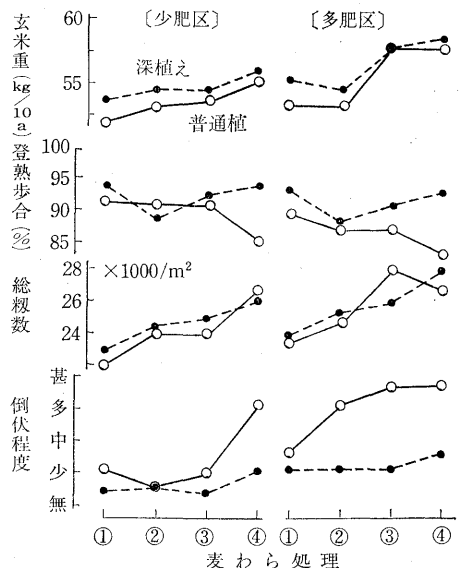 〔少肥区〕 〔多肥区〕
玄米重(kg/10a)
60
55
深植え
普通植
登熟歩合(%)
100
95
90
85
総籾数
×1000/m²
28
26
24
倒伏程度
甚
多
中
少
無
① ② ③ ④ ① ② ③ ④
麦わら処理